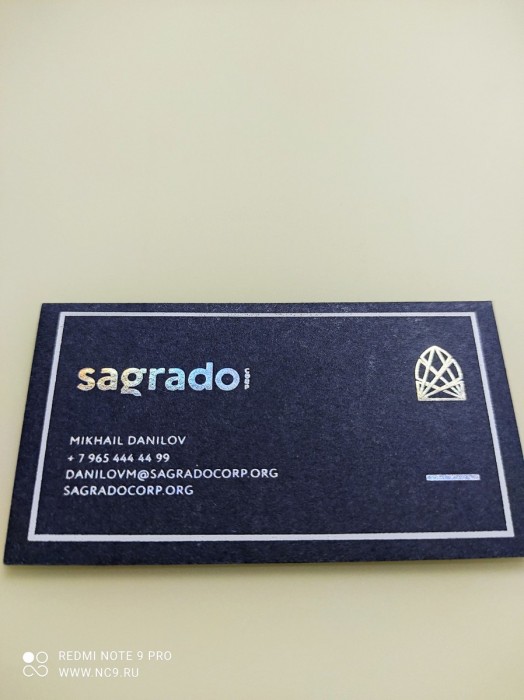 sagrado corp
MIKHAIL DANILOV
+ 7 965 444 44 99
DANILOVM@SAGRADOCORP.ORG
SAGRADOCORP.ORG
REDMI NOTE 9 PRO
WWW.NC9.RU